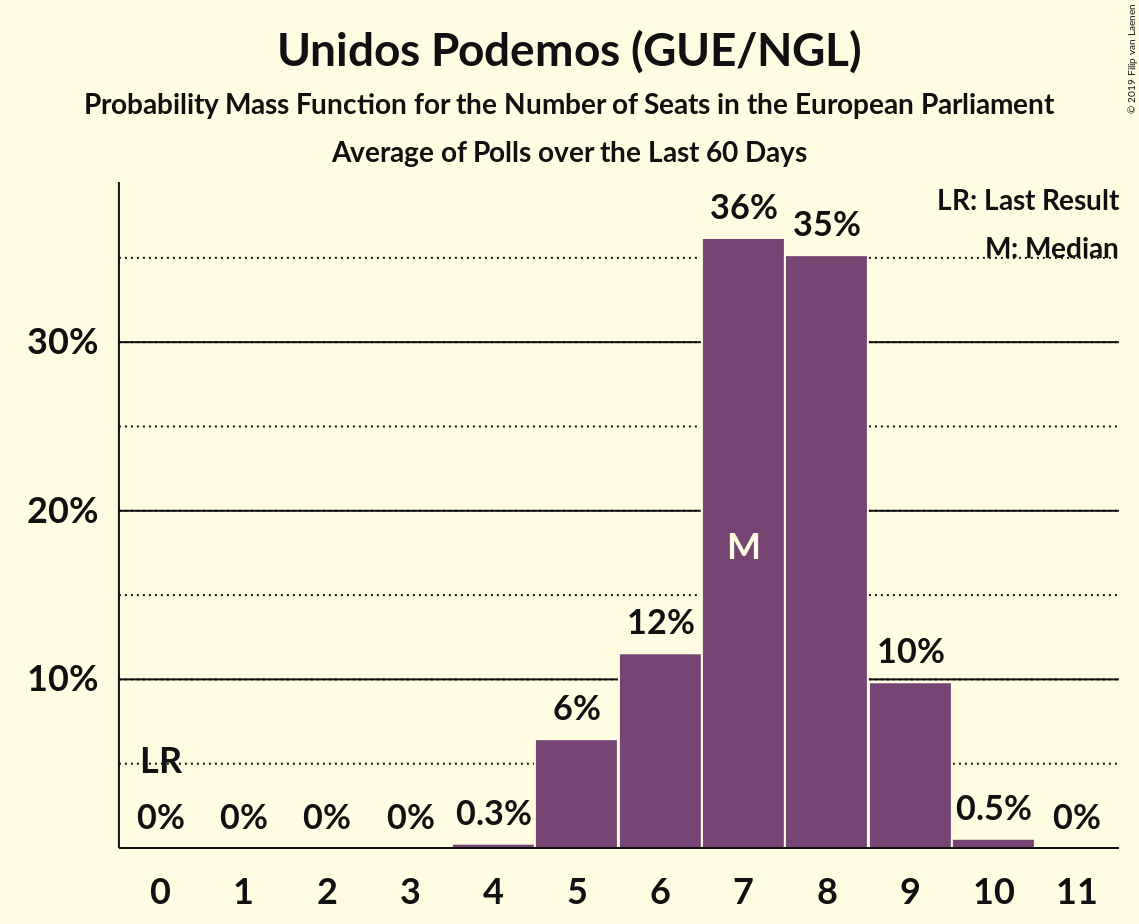 Unidos Podemos (GUE/NGL)
Probability Mass Function for the Number of Seats in the European Parliament
Average of Polls over the Last 60 Days
© 2019 Filip van Laenen
LR: Last Result
M: Median
36%
35%
30%
20%
M
12%
10%
10%
6%
LR
0%
0%
0%
0%
0.3%
0.5%
0%
0 1 2 3 4 5 6 7 8 9 10 11